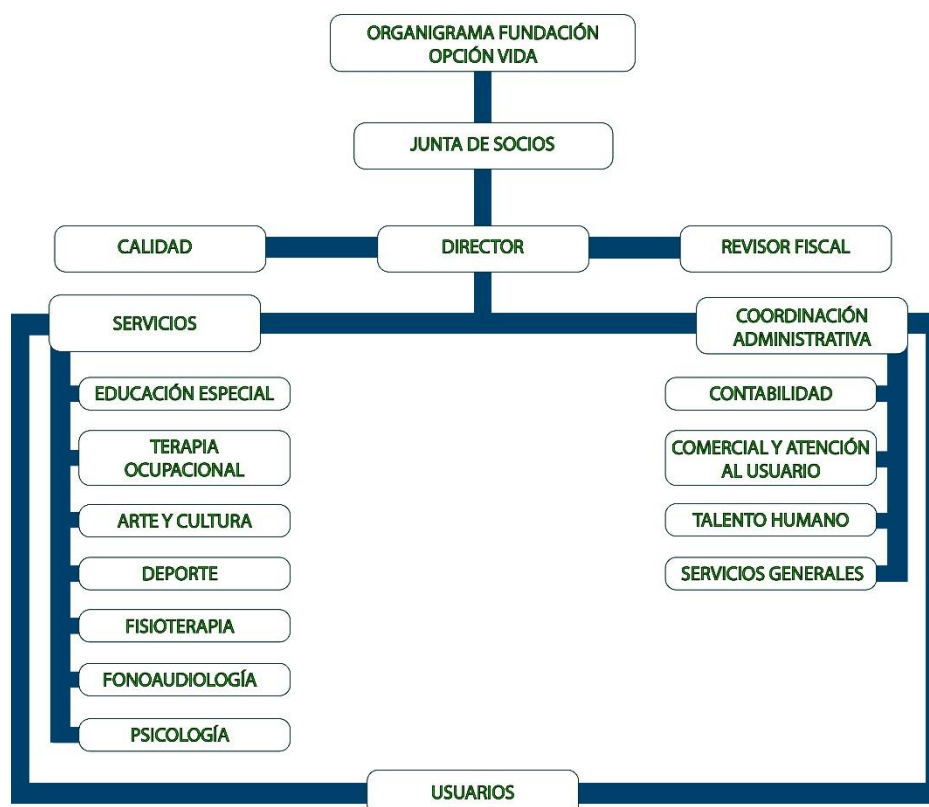 ORGANIGRAMA FUNDACIÓN
OPCIÓN VIDA
JUNTA DE SOCIOS
CALIDAD
DIRECTOR
REVISOR FISCAL
SERVICIOS
COORDINACIÓN
ADMINISTRATIVA
EDUCACIÓN ESPECIAL
TERAPIA
OCUPACIONAL
ARTE Y CULTURA
DEPORTE
FISIOTERAPIA
FONOAUDIOLOGÍA
PSICOLOGÍA
CONTABILIDAD
COMERCIAL Y ATENCIÓN
AL USUARIO
TALENTO HUMANO
SERVICIOS GENERALES
USUARIOS